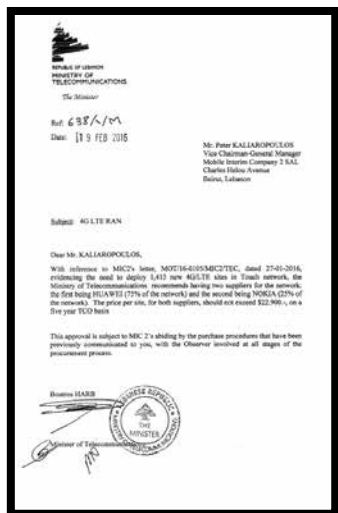 REPUBLIC OF LEBANON
MINISTRY OF
TELECOMMUNICATIONS
The Minister
Ref: 638/1/M
Date: 19 FEB 2016
Mr. Peter KALIAROPOULOS
Vice Chairman-General Manager
Mobile Interim Company 2 SAL
Charles Helou Avenue
Beirut, Lebanon
Subject: 4G LTE RAN
Dear Mr. KALIAROPOULOS,
With reference to MIC2's letter, MOT/16-0105/MIC2/TEC, dated 27-01-2016,
evidencing the need to deploy 1,413 new 4G/LTE sites in Touch network, the
Ministry of Telecommunications recommends having two suppliers for the network:
the first being HUAWEI (75% of the network) and the second being NOKIA (25% of
the network). The price per site, for both suppliers, should not exceed $22.900.-, on a
five year TCO basis
This approval is subject to MIC 2's abiding by the purchase procedures that have been
previously communicated to you, with the Observer involved at all stages of the
procurement process.
Boutros HARB
Minister of Telecommunications
LEBANESE REPUBLIC
THE
MINISTER